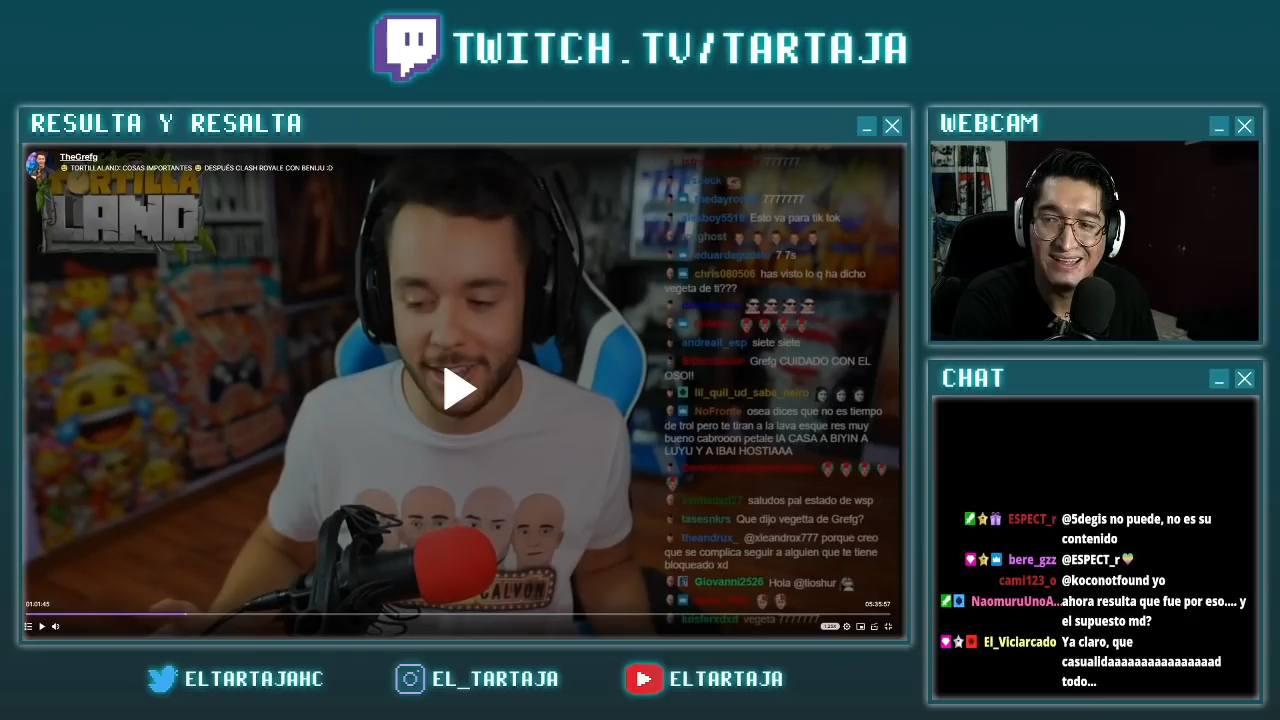 TWITCH.TV/TARTAJA
RESULTA Y RESALTA
TheGrefg
TORTILLALAND: COSAS IMPORTANTES DESPUÉS CLASH ROYALE CON BENIJU :D
TORTILLA
LAND
777777
7777777
Esto va para tik tok
7 7s
chris080506 has visto lo q ha dicho
vegeta de ti???
andreait_esp siete siete
Grefg CUIDADO CON EL
OSO!!
lil_quil_ud_sabe_neiro
NoFronte osea dices que no es tiempo
de trol pero te tiran a la lava esque res muy
bueno cabrooon petale lA CASA A BIYIN A
LUYU Y A IBAI HOSTIAAA
saludos pal estado de wsp
tasesnkrs Que dijo vegetta de Grefg?
theandrux_ @xleandrox777 porque creo
que se complica seguir a alguien que te tiene
bloqueado xd
Giovanni2526 Hola @tioshur
luisferxdxd vegeta 7777777
GALVON
01:01:45
05:35:57
1.25x
WEBCAM
CHAT
ESPECT_r @5degis no puede, no es su
contenido
bere_gzz @ESPECT_r
cami123_o @koconotfound yo
NaomuruUnoA... ahora resulta que fue por eso.... y
el supuesto md?
El_Viclarcado Ya claro, que
casualidaaaaaaaaaaaaaaaad
todo...
ELTARTAJAHC
EL_TARTAJA
ELTARTAJA